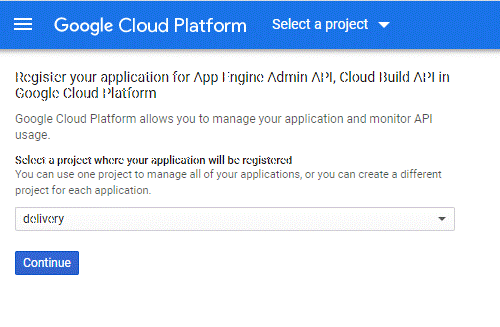 Google Cloud Platform Select a project
Register your application for App Engine Admin API, Cloud Build API in
Google Cloud Platform
Google Cloud Platform allows you to manage your application and monitor API
usage.
Select a project where your application will be registered
You can use one project to manage all of your applications, or you can create a different
project for each application.
delivery
Continue